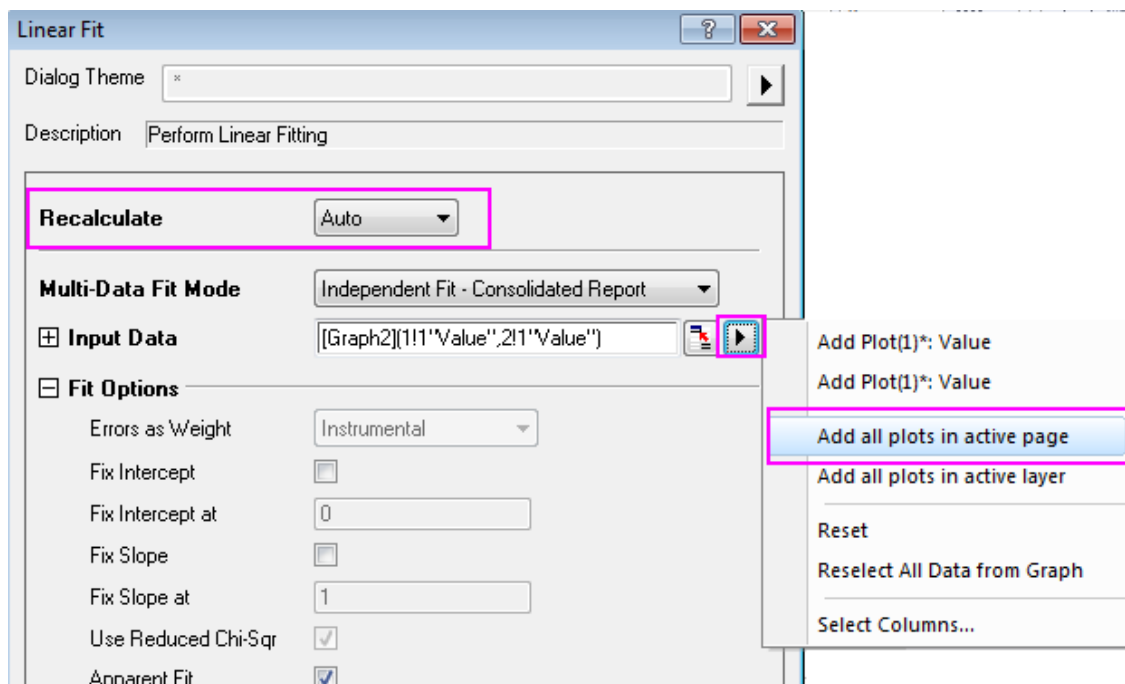 Linear Fit
?
Dialog Theme *
Description Perform Linear Fitting
Recalculate Auto
Multi-Data Fit Mode Independent Fit - Consolidated Report
Input Data [Graph2](1!1"Value",2!1"Value")
Add Plot(1)*: Value
Add Plot(1)*: Value
Add all plots in active page
Add all plots in active layer
Reset
Reselect All Data from Graph
Select Columns...
Fit Options
Errors as Weight Instrumental
Fix Intercept
Fix Intercept at 0
Fix Slope
Fix Slope at 1
Use Reduced Chi-Sqr
Apparent Fit